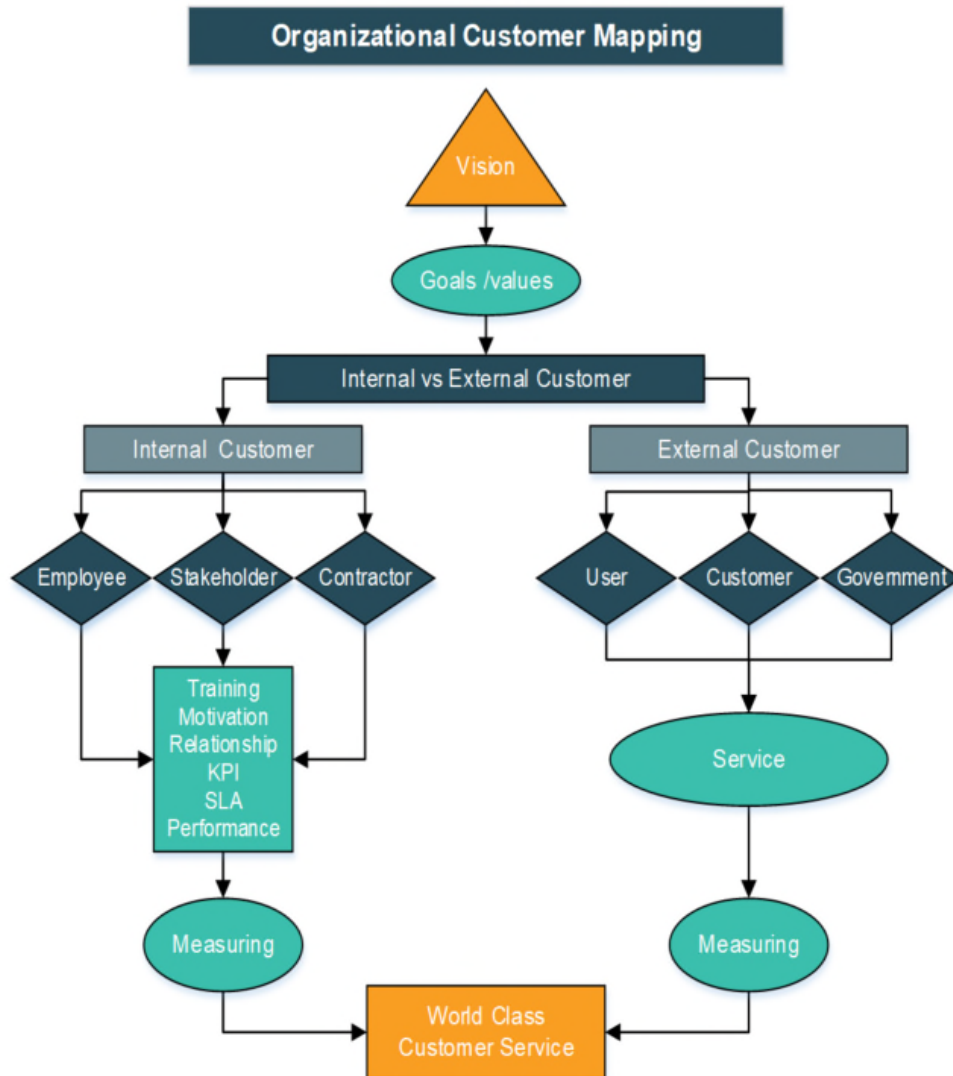 Organizational Customer Mapping
Vision
Goals /values
Internal vs External Customer
Internal Customer
External Customer
Employee
Stakeholder
Contractor
User
Customer
Government
Training
Motivation
Relationship
KPI
SLA
Performance
Service
Measuring
Measuring
World Class
Customer Service